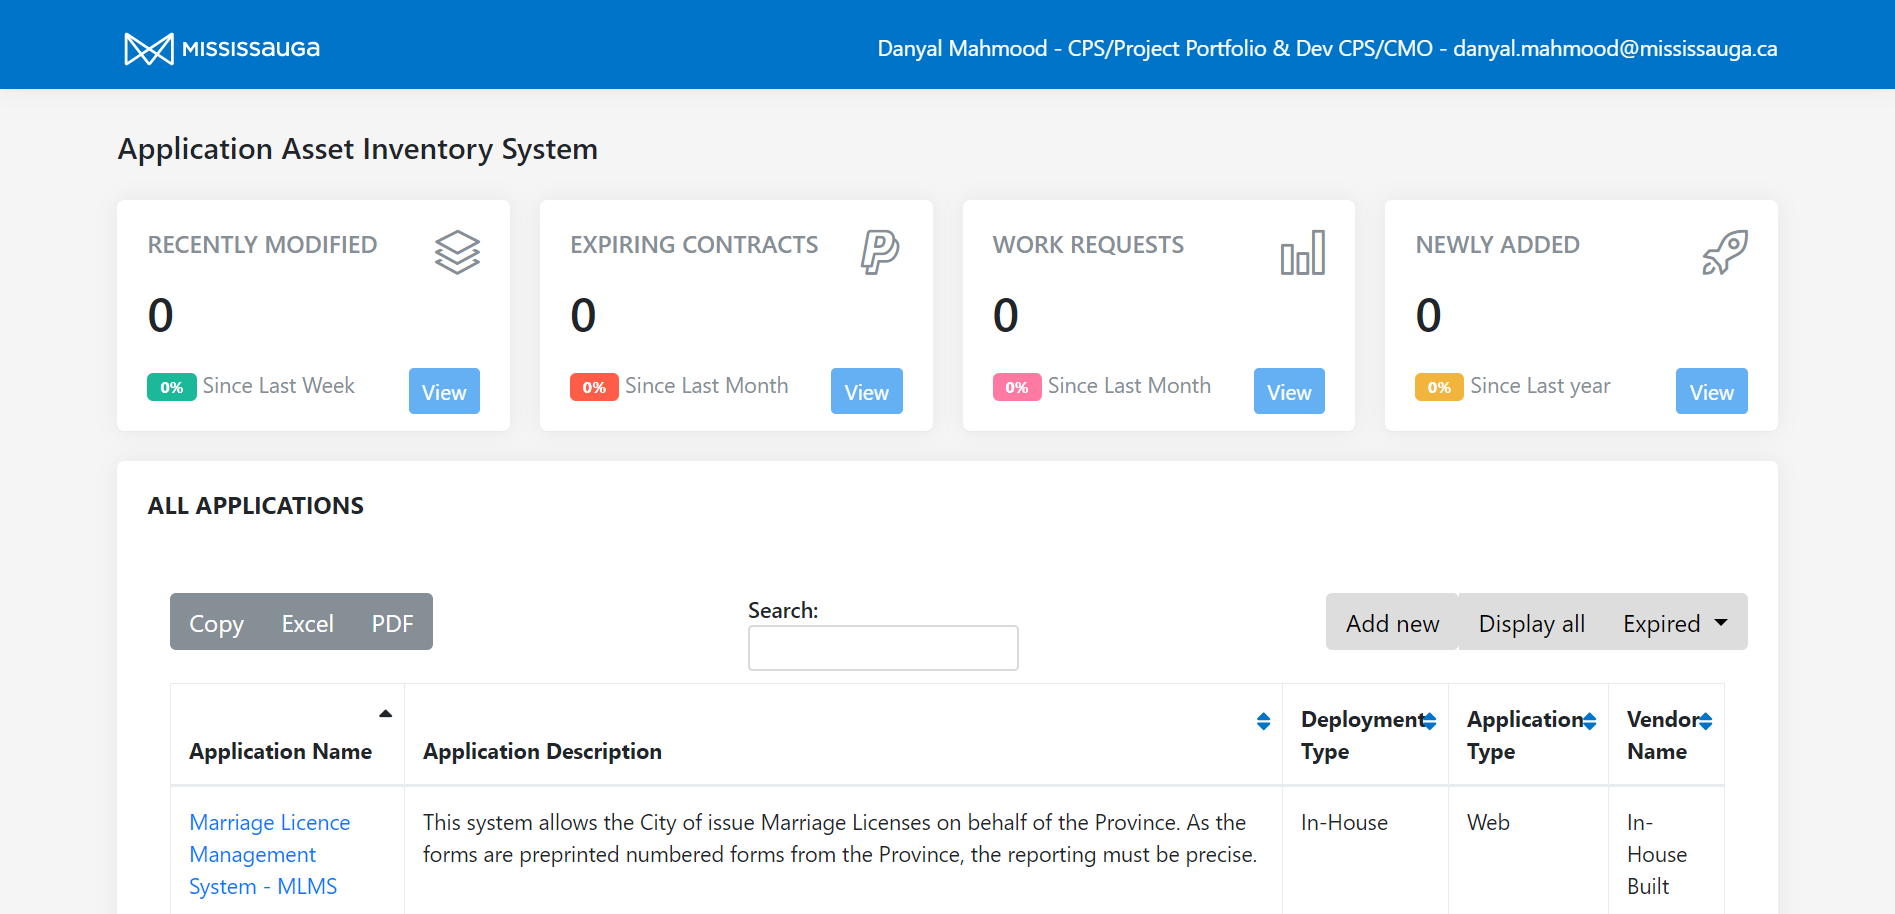 MISSISSAUGA
Danyal Mahmood - CPS/Project Portfolio & Dev CPS/CMO - danyal.mahmood@mississauga.ca
Application Asset Inventory System
RECENTLY MODIFIED
0
0% Since Last Week
View
EXPIRING CONTRACTS
0
0% Since Last Month
View
WORK REQUESTS
0
0% Since Last Month
View
NEWLY ADDED
0
0% Since Last year
View
ALL APPLICATIONS
Copy Excel PDF
Search:
Add new Display all Expired
Application Name
Application Description
Deployment
Type
Application
Type
Vendor
Name
Marriage Licence
Management
System - MLMS
This system allows the City of issue Marriage Licenses on behalf of the Province. As the
forms are preprinted numbered forms from the Province, the reporting must be precise.
In-House
Web
In-
House
Built